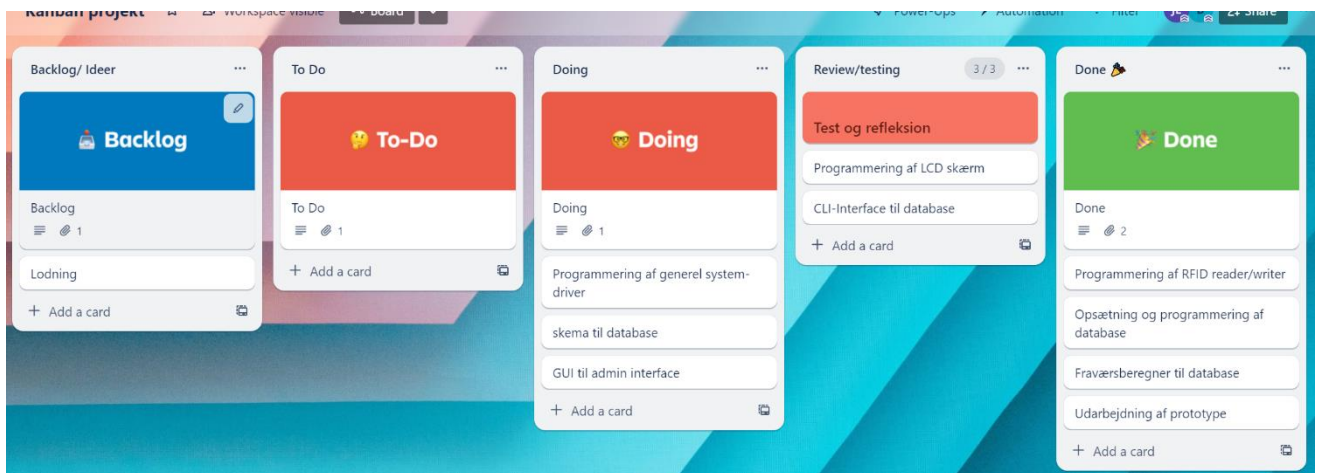 Kanban projekt Workspace visible Board Power-Ups Automation Filter Share
Backlog/ Ideer
Backlog
Backlog
1
Lodning
+ Add a card
To Do
To-Do
To Do
1
+ Add a card
Doing
Doing
Doing
1
Programmering af generel system-
driver
skema til database
GUI til admin interface
+ Add a card
Review/testing 3/3
Test og refleksion
Programmering af LCD skærm
CLI-Interface til database
+ Add a card
Done
Done
Done
2
Programmering af RFID reader/writer
Opsætning og programmering af
database
Fraværsberegner til database
Udarbejdning af prototype
+ Add a card